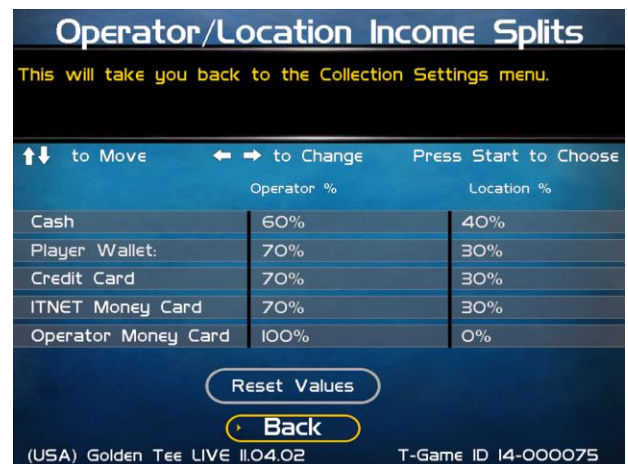 Operator/Location Income Splits
This will take you back to the Collection Settings menu.
to Move to Change Press Start to Choose
Operator % Location %
Cash 60% 40%
Player Wallet: 70% 30%
Credit Card 70% 30%
ITNET Money Card 70% 30%
Operator Money Card 100% 0%
Reset Values
Back
(USA) Golden Tee LIVE 11.04.02 T-Game ID 14-000075